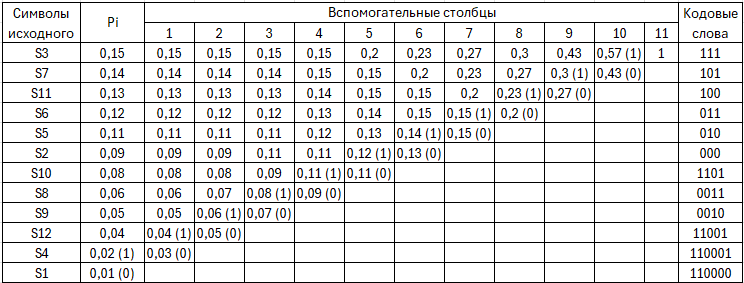 Символы исходного Pi Вспомогательные столбцы Кодовые слова
1 2 3 4 5 6 7 8 9 10 11
S3 0,15 0,15 0,15 0,15 0,15 0,2 0,23 0,27 0,3 0,43 0,57 (1) 1 111
S7 0,14 0,14 0,14 0,14 0,15 0,15 0,2 0,23 0,27 0,3 (1) 0,43 (0) 101
S11 0,13 0,13 0,13 0,13 0,14 0,15 0,15 0,2 0,23 (1) 0,27 (0) 100
S6 0,12 0,12 0,12 0,12 0,13 0,14 0,15 0,15 (1) 0,2 (0) 011
S5 0,11 0,11 0,11 0,11 0,12 0,13 0,14 (1) 0,15 (0) 010
S2 0,09 0,09 0,09 0,11 0,11 0,12 (1) 0,13 (0) 000
S10 0,08 0,08 0,08 0,09 0,11 (1) 0,11 (0) 1101
S8 0,06 0,06 0,07 0,08 (1) 0,09 (0) 0011
S9 0,05 0,05 0,06 (1) 0,07 (0) 0010
S12 0,04 0,04 (1) 0,05 (0) 11001
S4 0,02 (1) 0,03 (0) 110001
S1 0,01 (0) 110000